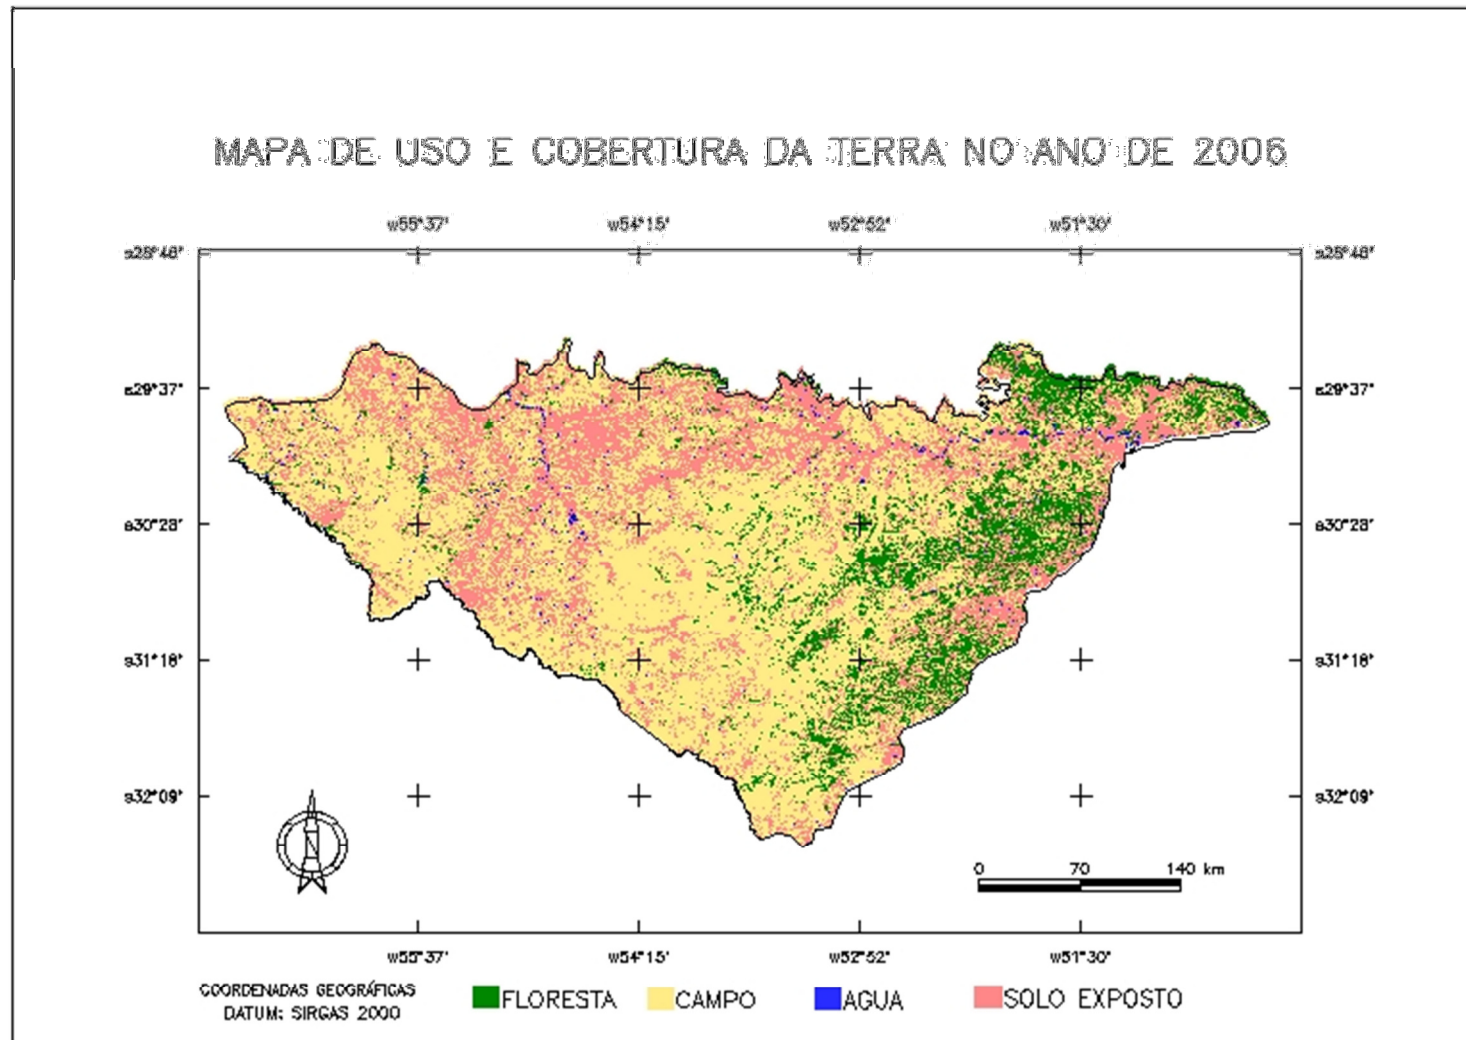 MAPA DE USO E COBERTURA DA TERRA NO ANO DE 2006
w55°37' w54°15' w52°52' w51°30'
s28°46' s28°46'
s29°37' s29°37'
s30°28' s30°28'
s31°18' s31°18'
s32°09' s32°09'
N
0 70 140 km
w55°37' w54°15' w52°52' w51°30'
COORDENADAS GEOGRÁFICAS
DATUM: SIRGAS 2000
FLORESTA CAMPO AGUA SOLO EXPOSTO